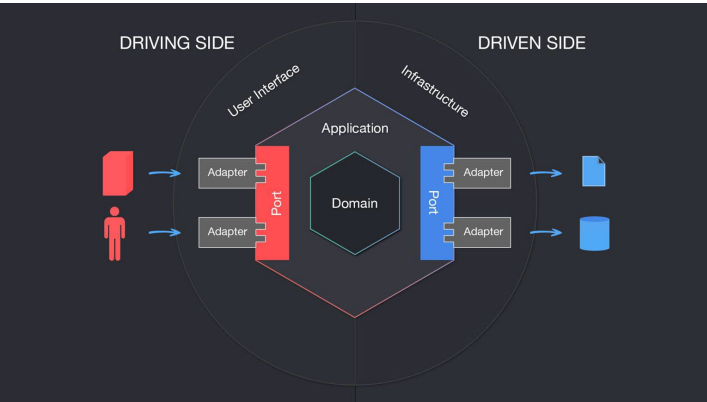 DRIVING SIDE
DRIVEN SIDE
User Interface
Infrastructure
Application
Adapter
Adapter
Port
Domain
Port
Adapter
Adapter